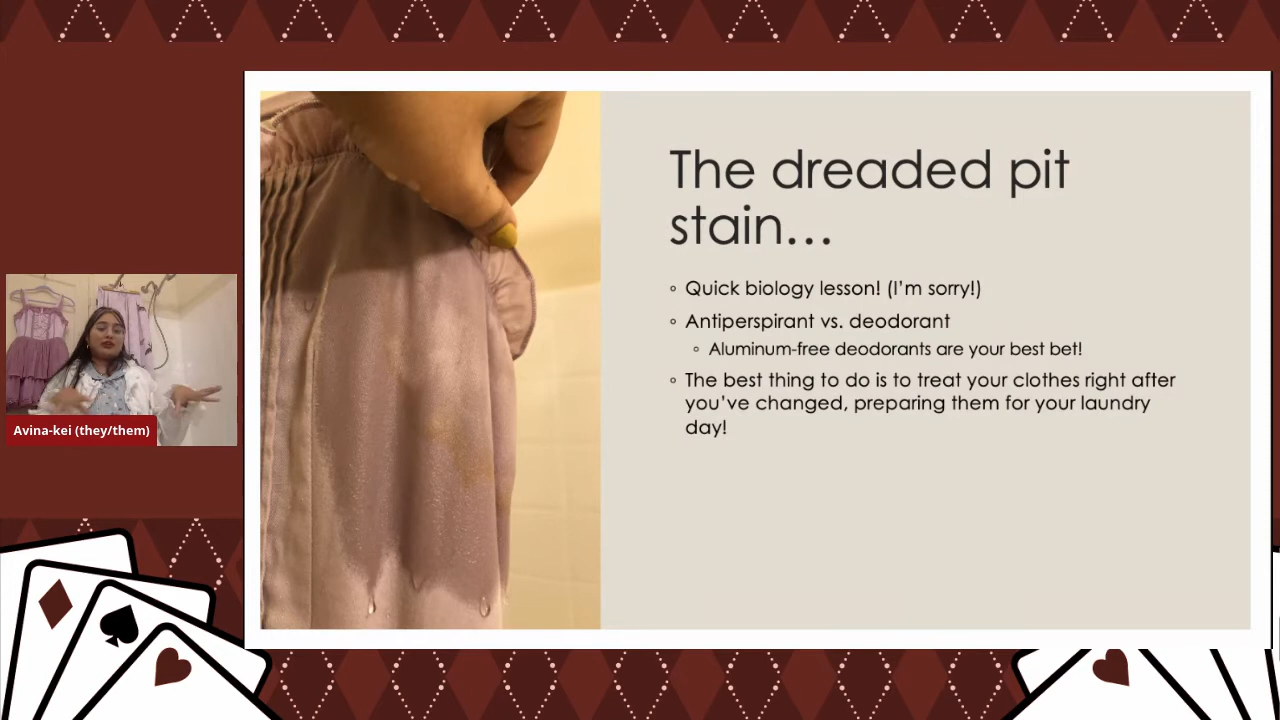 The dreaded pit
stain...
◦ Quick biology lesson! (I'm sorry!)
◦ Antiperspirant vs. deodorant
◦ Aluminum-free deodorants are your best bet!
◦ The best thing to do is to treat your clothes right after
you've changed, preparing them for your laundry
day!
Avina-kei (they/them)